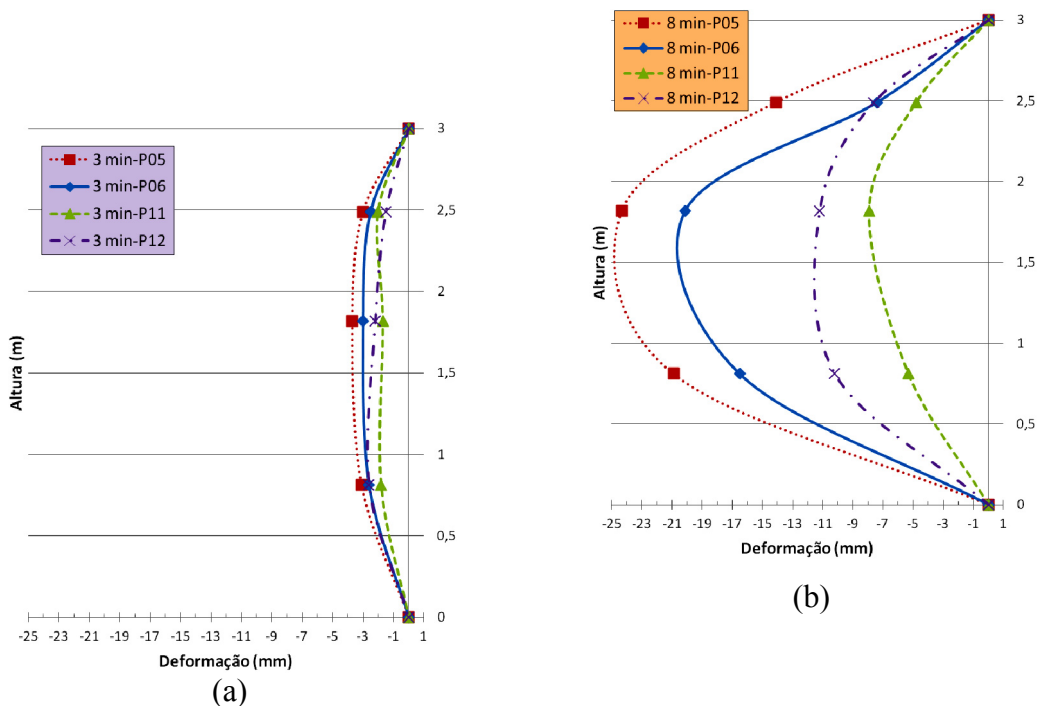 3 min-P05
3 min-P06
3 min-P11
3 min-P12
Altura (m)
3
2,5
2
1,5
1
0,5
0
-25 -23 -21 -19 -17 -15 -13 -11 -9 -7 -5 -3 -1 1
Deformação (mm)
(a)
8 min-P05
8 min-P06
8 min-P11
8 min-P12
Altura (m)
3
2,5
2
1,5
1
0,5
0
-25 -23 -21 -19 -17 -15 -13 -11 -9 -7 -5 -3 -1 1
Deformação (mm)
(b)